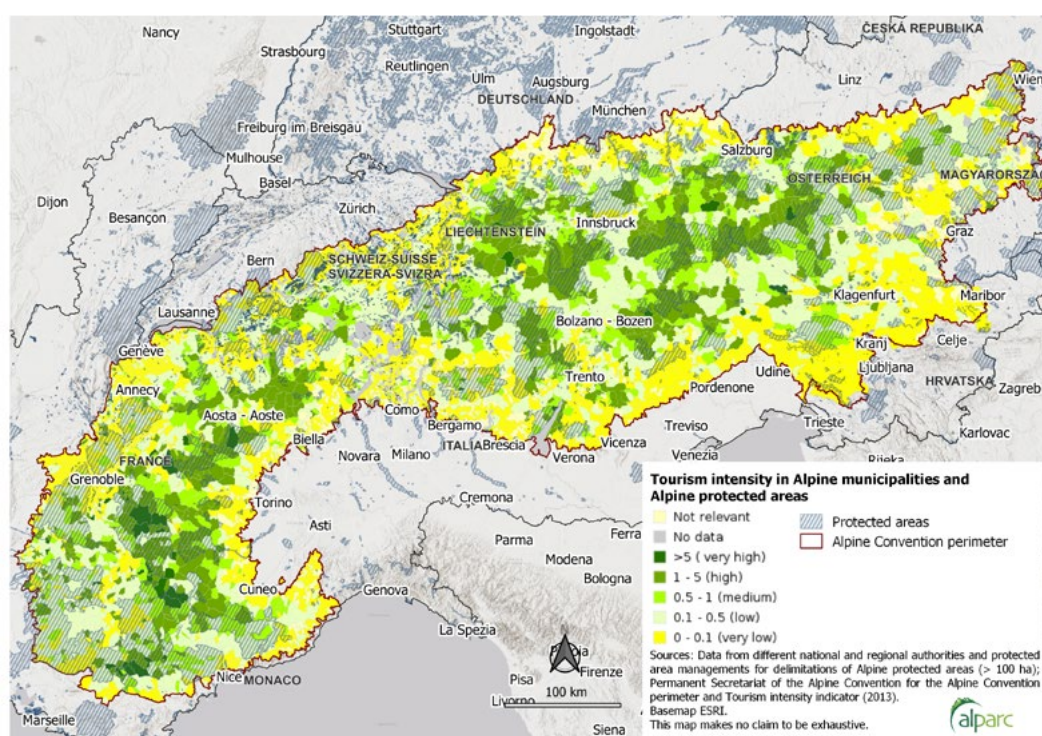 Nancy
Strasbourg
Stuttgart
Ingolstadt
ČESKÁ REPUBLIKA
Reutlingen
Ulm
Augsburg
Linz
Wien
DEUTSCHLAND
München
Freiburg im Breisgau
Mulhouse
Salzburg
Basel
ÖSTERREICH
MAGYARORSZÁG
Dijon
Besançon
Zürich
Innsbruck
LIECHTENSTEIN
Graz
Bern
SCHWEIZ-SUISSE
SVIZZERA-SVIZRA
Klagenfurt
Maribor
Lausanne
Bolzano - Bozen
Genève
Kranj
Celje
Ljubljana
Annecy
Trento
Udine
HRVATSKA
Zagreb
Pordenone
Aosta - Aoste
Como
Bergamo
Treviso
Trieste
Karlovac
Biella
ITALIA
Brescia
Vicenza
Novara
Milano
Verona
Venezia
Rijeka
FRANCE
Grenoble
Torino
Cremona
Asti
Parma
Ferra
Modena
Bologna
Cuneo
Genova
La Spezia
Firenze
Nice
MONACO
Pisa
100 km
Livorno
Marseille
Siena
Tourism intensity in Alpine municipalities and
Alpine protected areas
Not relevant
No data
>5 ( very high)
1 - 5 (high)
0.5 - 1 (medium)
0.1 - 0.5 (low)
0 - 0.1 (very low)
Protected areas
Alpine Convention perimeter
Sources: Data from different national and regional authorities and protected
area managements for delimitations of Alpine protected areas (> 100 ha);
Permanent Secretariat of the Alpine Convention for the Alpine Convention
perimeter and Tourism intensity indicator (2013).
Basemap ESRI.
This map makes no claim to be exhaustive.
alparc